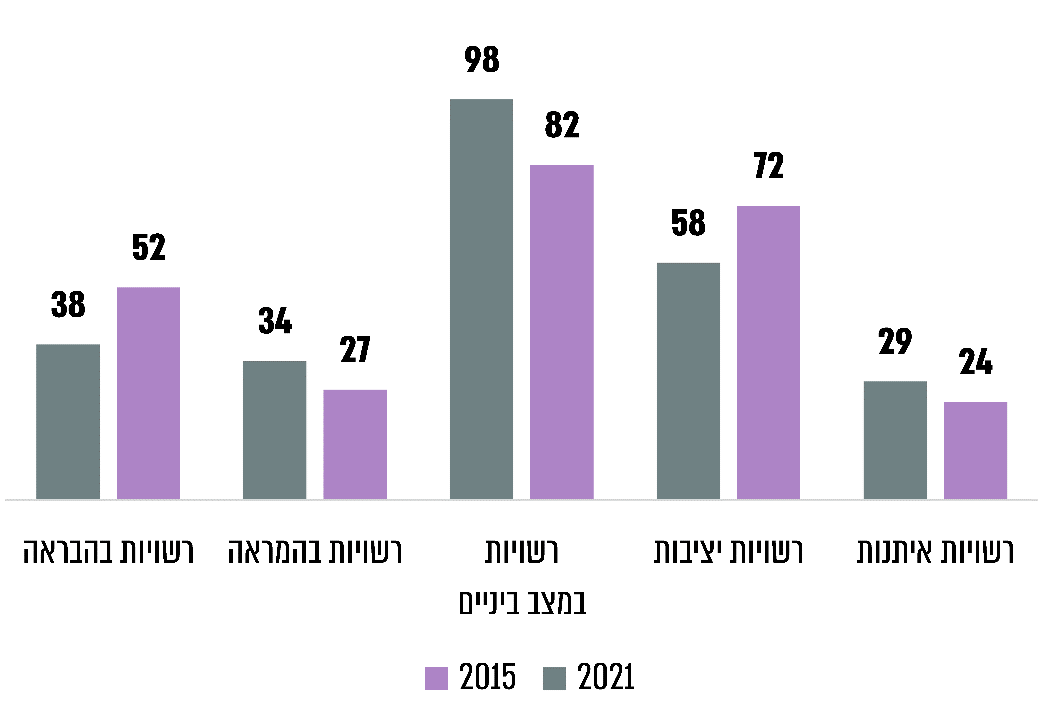 98
82
72
58
52
38
34
27
29
24
רשויות איתנות
רשויות יציבות
רשויות
במצב ביניים
רשויות בהמראה
רשויות בהבראה
2015
2021